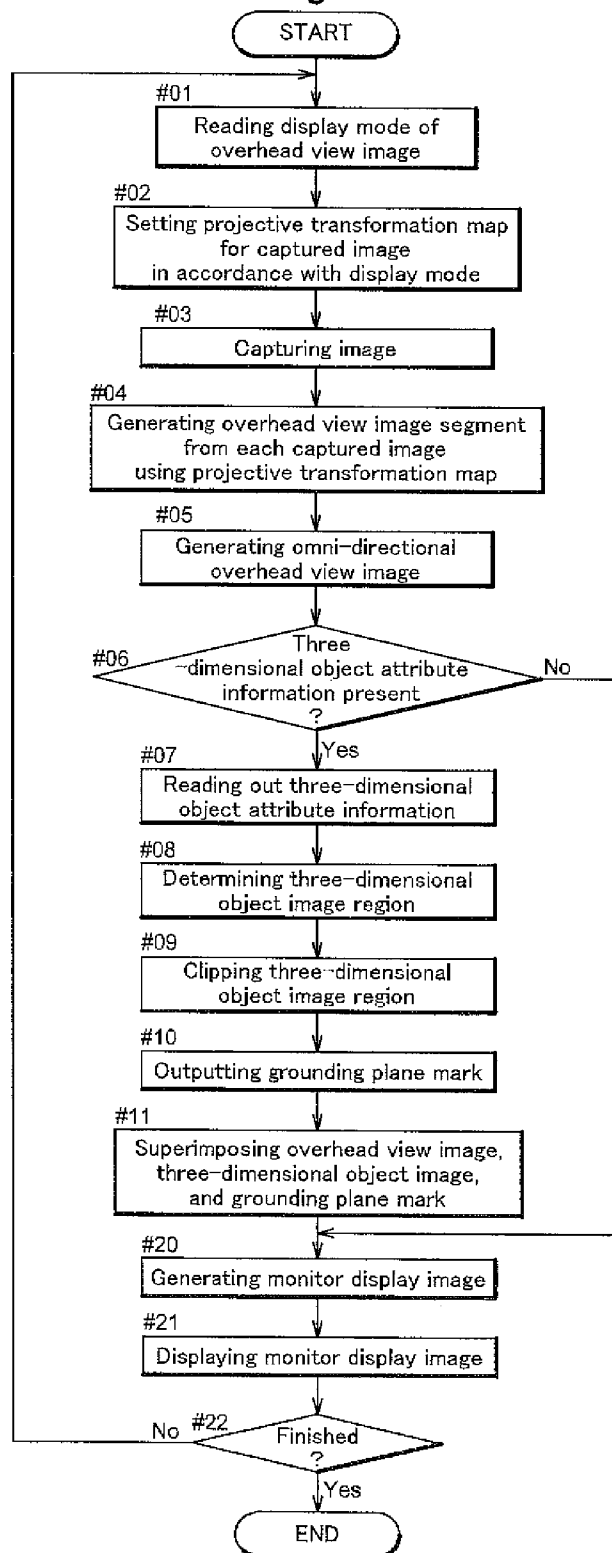 START
#01
Reading display mode of
overhead view image
#02
Setting projective transformation map
for captured image
in accordance with display mode
#03
Capturing image
#04
Generating overhead view image segment
from each captured image
using projective transformation map
#05
Generating omni-directional
overhead view image
#06
Three
-dimensional object attribute
information present
?
No
Yes
#07
Reading out three-dimensional
object attribute information
#08
Determining three-dimensional
object image region
#09
Clipping three-dimensional
object image region
#10
Outputting grounding plane mark
#11
Superimposing overhead view image,
three-dimensional object image,
and grounding plane mark
#20
Generating monitor display image
#21
Displaying monitor display image
No
#22
Finished
?
Yes
END